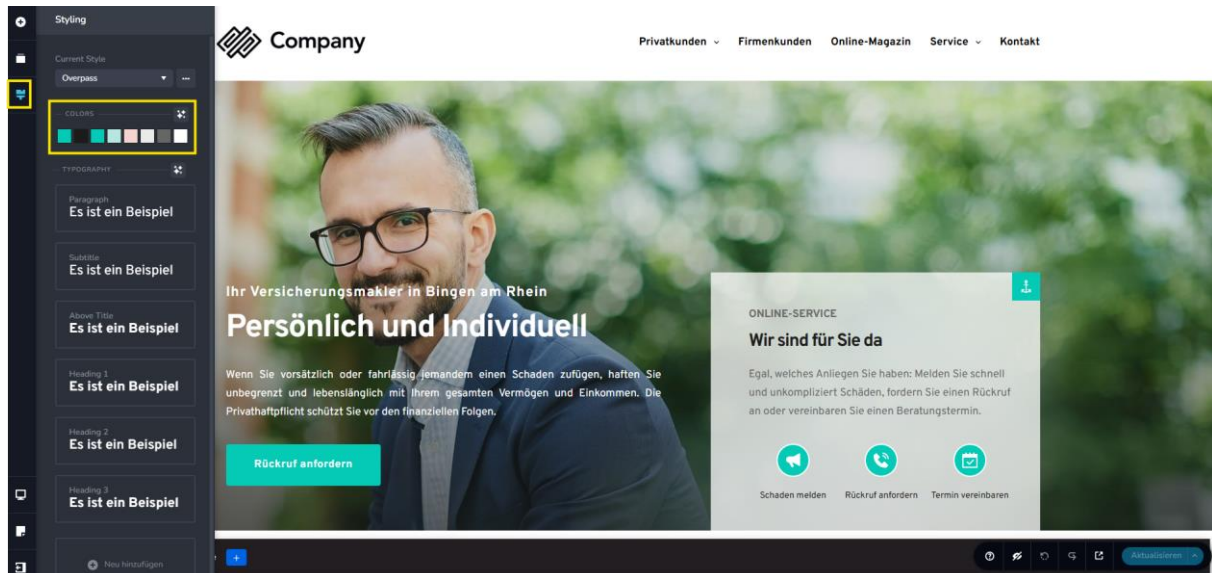 Styling
Current Style
Overpass
COLORS
TYPOGRAPHY
Paragraph
Es ist ein Beispiel
Subtitle
Es ist ein Beispiel
Above Title
Es ist ein Beispiel
Heading 1
Es ist ein Beispiel
Heading 2
Es ist ein Beispiel
Heading 3
Es ist ein Beispiel
Neu hinzufügen
Company
Privatkunden Firmenkunden Online-Magazin Service Kontakt
Ihr Versicherungsmakler in Bingen am Rhein
Persönlich und Individuell
Wenn Sie vorsätzlich oder fahrlässig jemandem einen Schaden zufügen, haften Sie
unbegrenzt und lebenslänglich mit Ihrem gesamten Vermögen und Einkommen. Die
Privathaftpflicht schützt Sie vor den finanziellen Folgen.
Rückruf anfordern
ONLINE-SERVICE
Wir sind für Sie da
Egal, welches Anliegen Sie haben: Melden Sie schnell
und unkompliziert Schäden, fordern Sie einen Rückruf
an oder vereinbaren Sie einen Beratungstermin.
Schaden melden Rückruf anfordern Termin vereinbaren
Aktualisieren